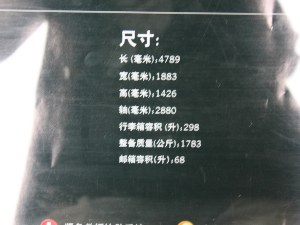 尺寸:
长(毫米):4789
宽(毫米):1883
高(毫米):1426
轴(毫米):2880
行李箱容积(升):298
整备质量(公斤):1783
邮箱容积(升):68